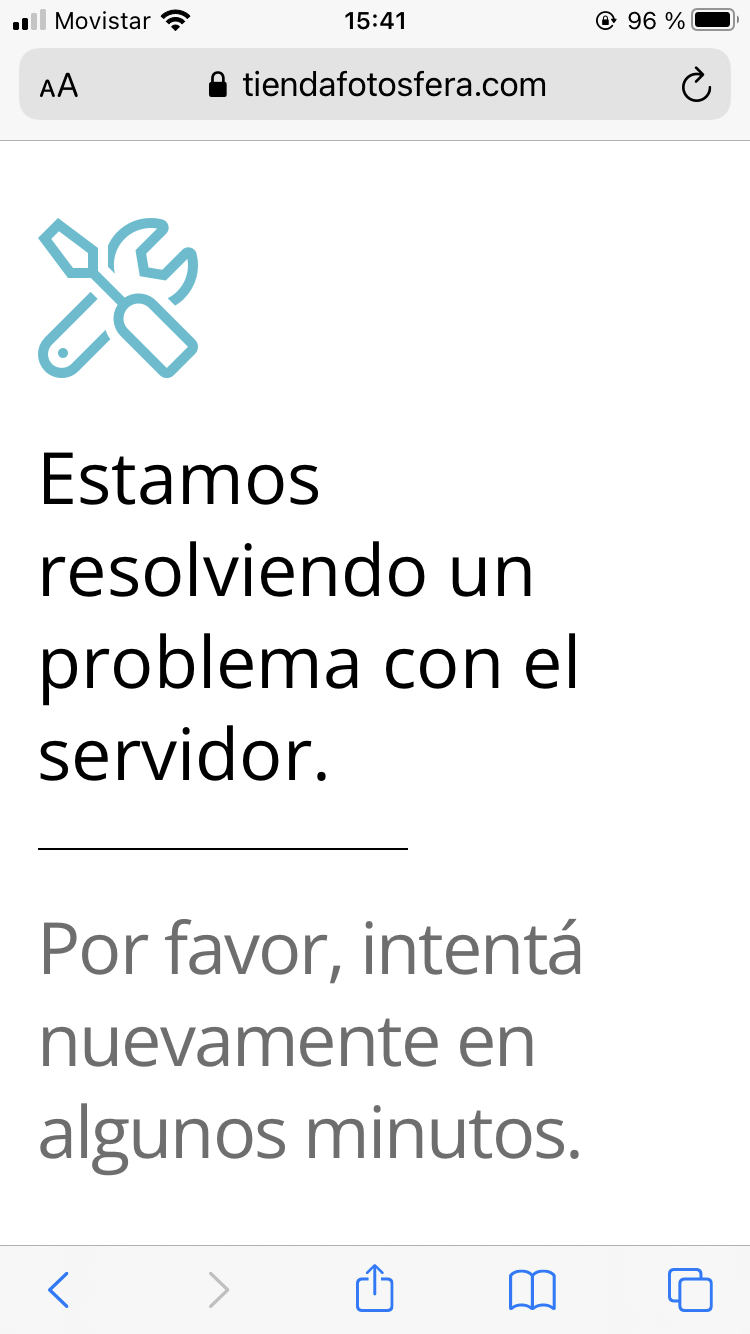 Movistar 15:41 96 %
AA tiendafotosfera.com
Estamos
resolviendo un
problema con el
servidor.
Por favor, intentá
nuevamente en
algunos minutos.